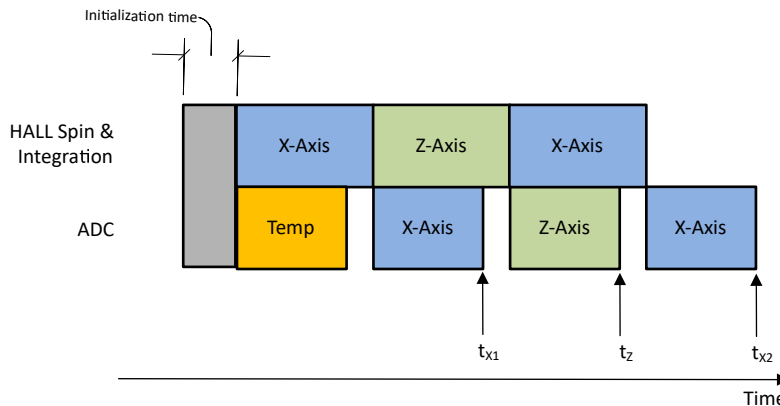 Initialization time
HALL Spin &
Integration
X-Axis
Z-Axis
X-Axis
ADC
Temp
X-Axis
Z-Axis
X-Axis
tX1
tZ
tX2
Time